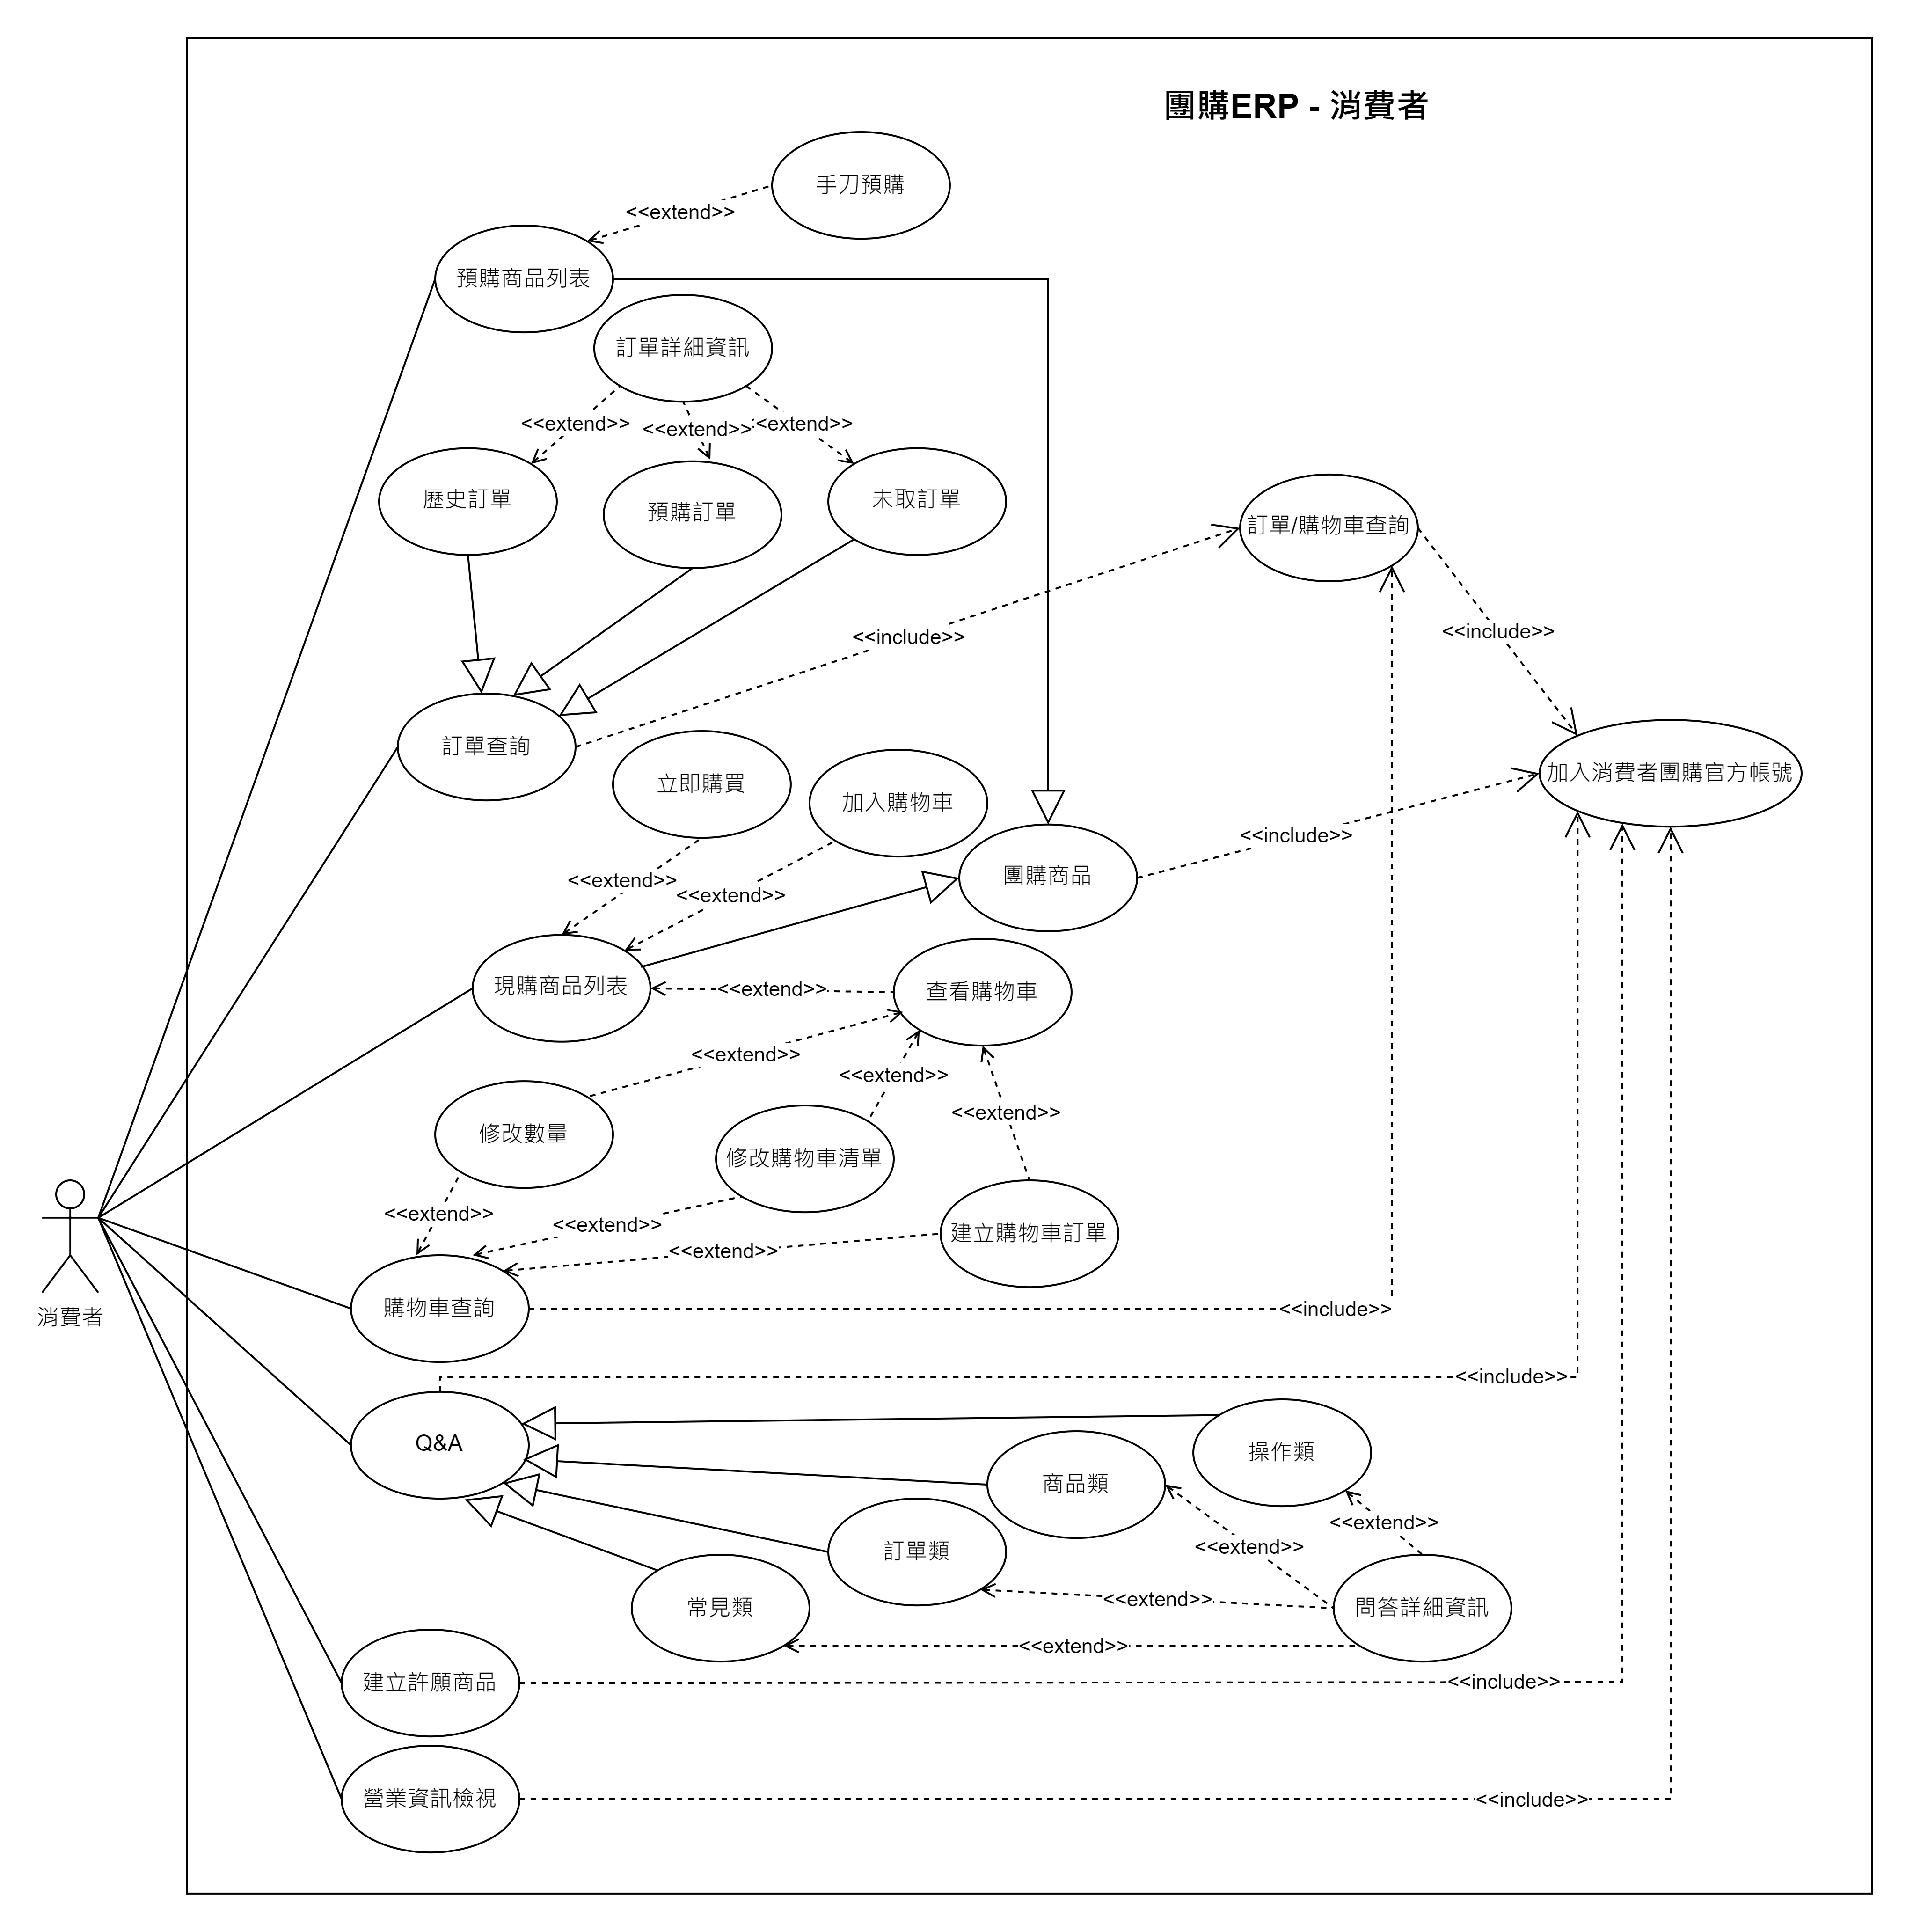 團購ERP - 消費者
手刀預購
<<extend>>
預購商品列表
訂單詳細資訊
<<extend>>
<<extend>>
<<extend>>
歷史訂單
預購訂單
未取訂單
訂單/購物車查詢
<<include>>
<<include>>
訂單查詢
立即購買
加入購物車
加入消費者團購官方帳號
<<include>>
團購商品
<<extend>>
<<extend>>
現購商品列表
<<extend>>
查看購物車
<<extend>>
<<extend>>
<<extend>>
修改數量
修改購物車清單
<<extend>>
<<extend>>
建立購物車訂單
<<extend>>
購物車查詢
<<include>>
消費者
<<include>>
Q&A
操作類
商品類
<<extend>>
<<extend>>
訂單類
<<extend>>
常見類
問答詳細資訊
<<extend>>
建立許願商品
<<include>>
營業資訊檢視
<<include>>